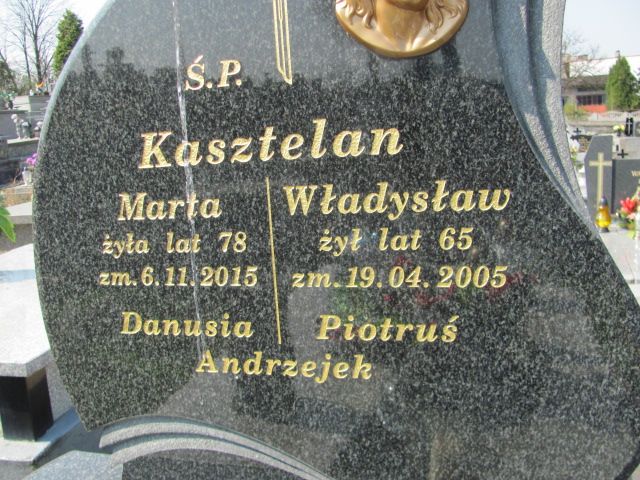 Ś.P.
Kasztelan
Marta
żyła lat 78
zm. 6.11.2015
Władysław
żył lat 65
zm. 19.04.2005
Danusia
Piotruś
Andrzejek